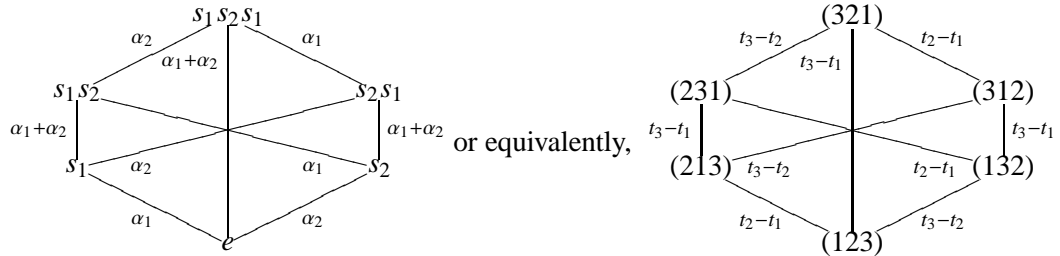 s₁s₂s₁ (321)
α₂ α₁ t₃−t₂ t₂−t₁
α₁+α₂ t₃−t₁
s₁s₂ s₂s₁ (231) (312)
α₁+α₂ α₁+α₂ or equivalently, t₃−t₁ t₃−t₁
s₁ α₂ α₁ s₂ (213) t₃−t₂ t₂−t₁ (132)
α₁ α₂ t₂−t₁ t₃−t₂
e (123)